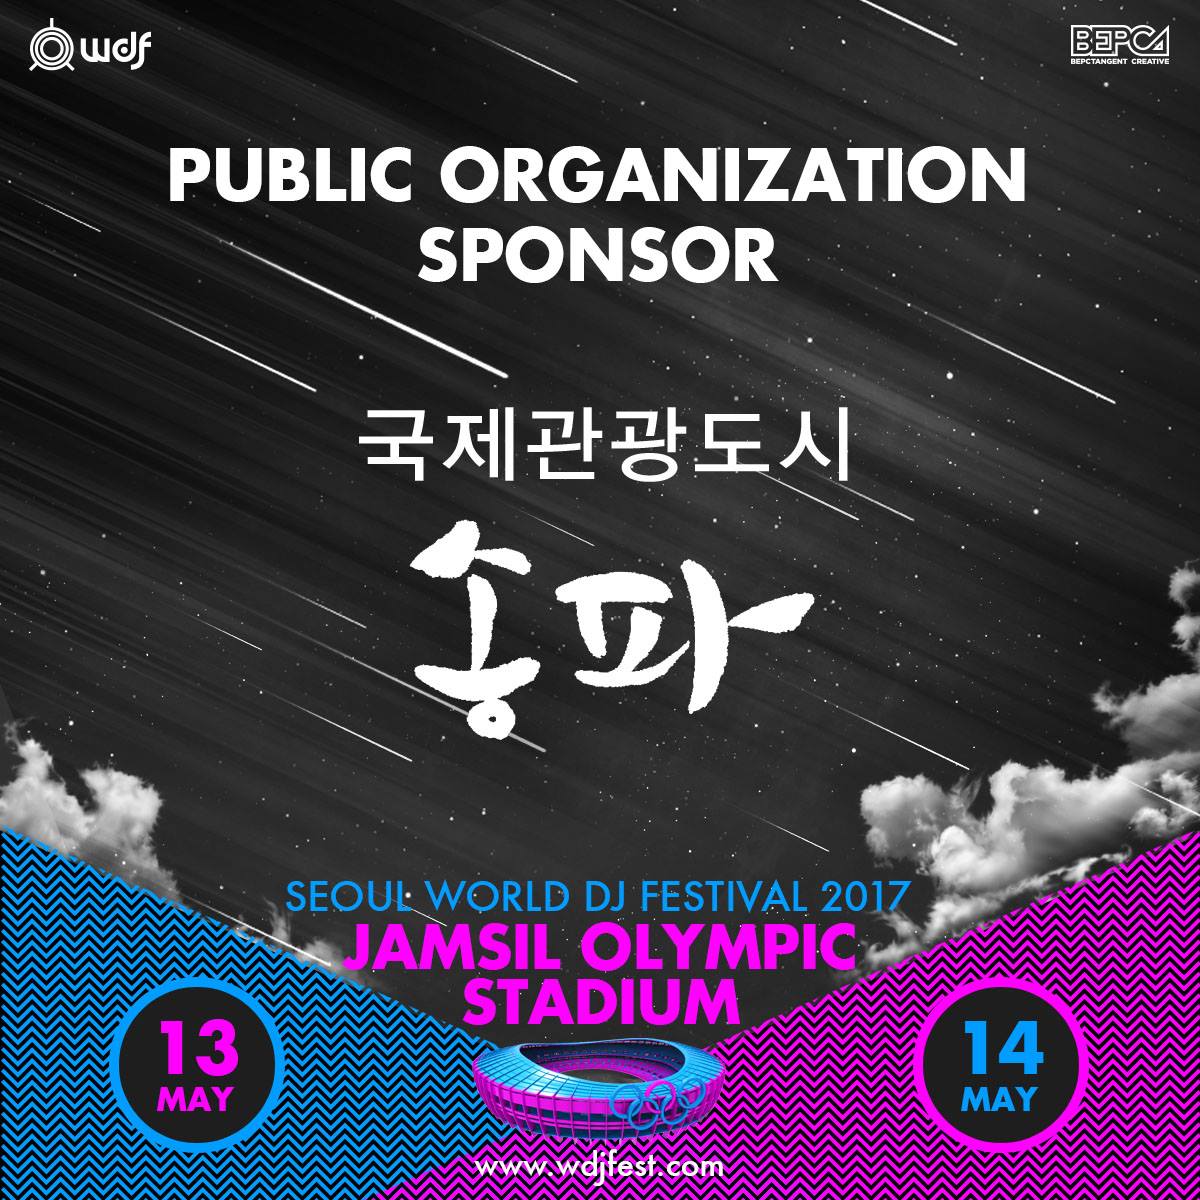 wdf
BEPCA
BEPCTANGENT CREATIVE
PUBLIC ORGANIZATION
SPONSOR
국제관광도시
송파
SEOUL WORLD DJ FESTIVAL 2017
JAMSIL OLYMPIC
STADIUM
13
MAY
14
MAY
www.wdjfest.com